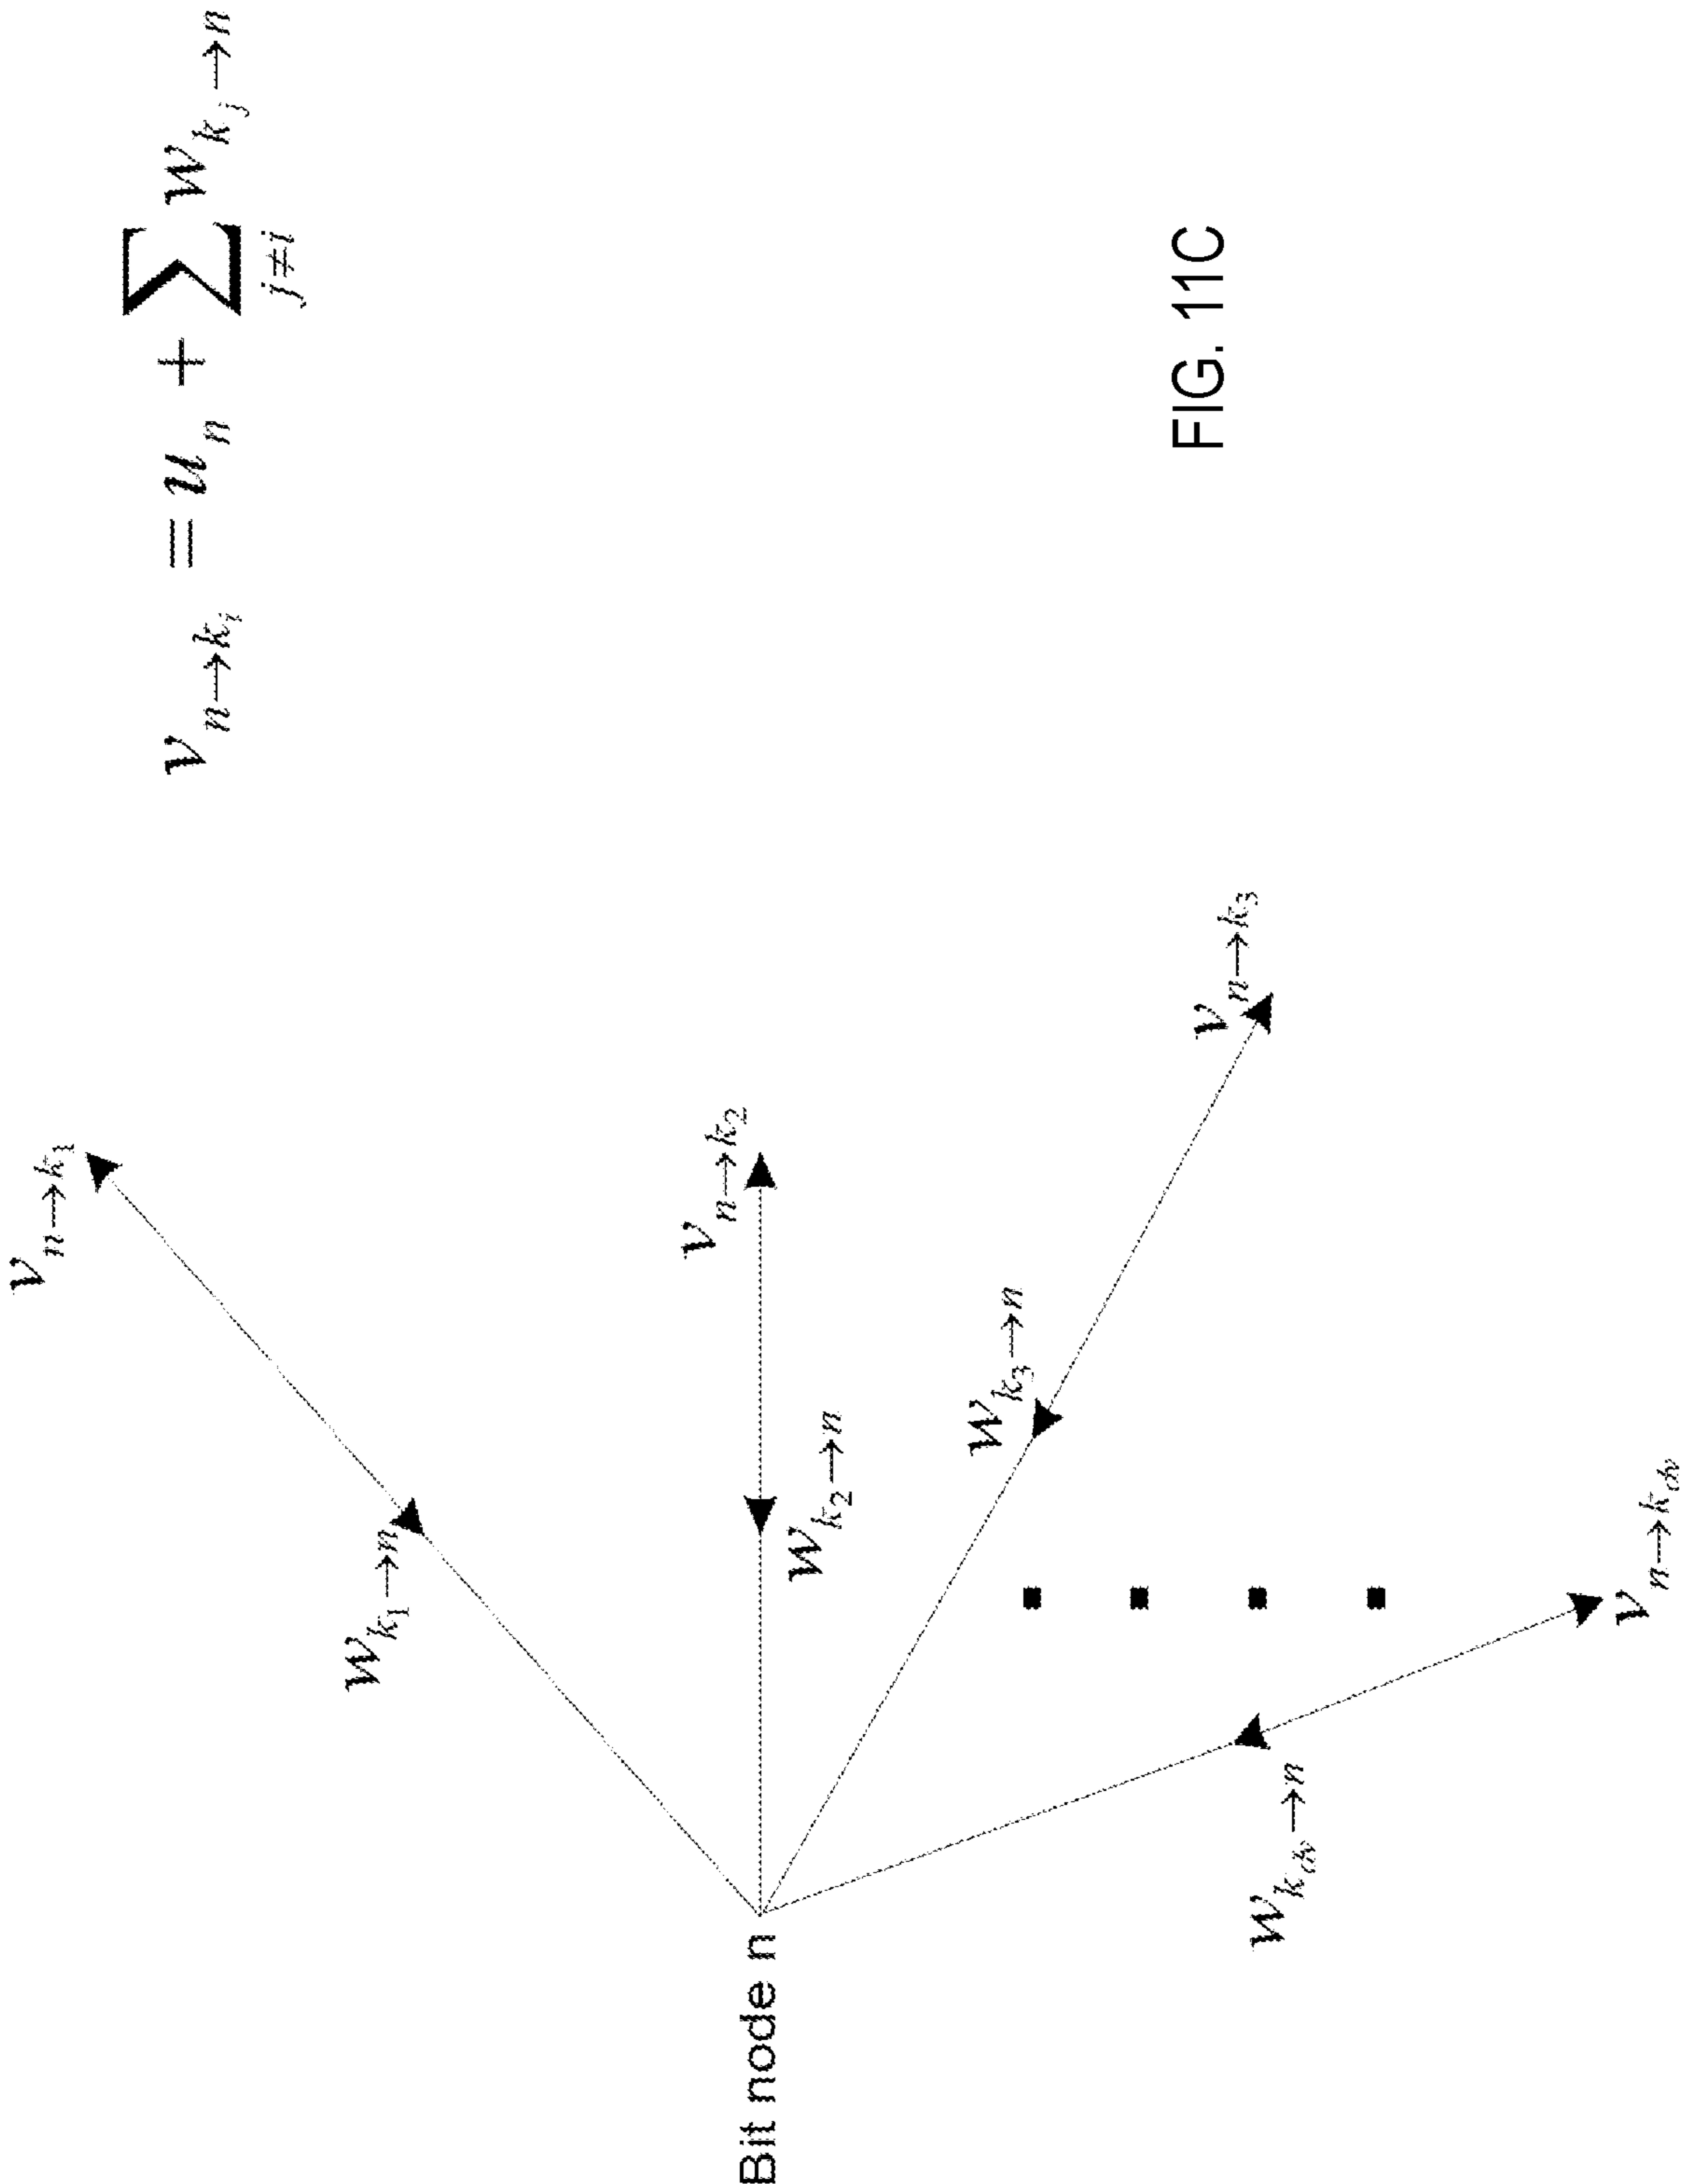 v_{n→k_1}
w_{k_1→n}
v_{n→k_2}
Bit node n
w_{k_2→n}
w_{k_3→n}
v_{n→k_3}
w_{k_{dv}→n}
v_{n→k_{dv}}
v_{n→k_i} = u_n + ∑_{j≠i} w_{k_j→n}
FIG. 11C